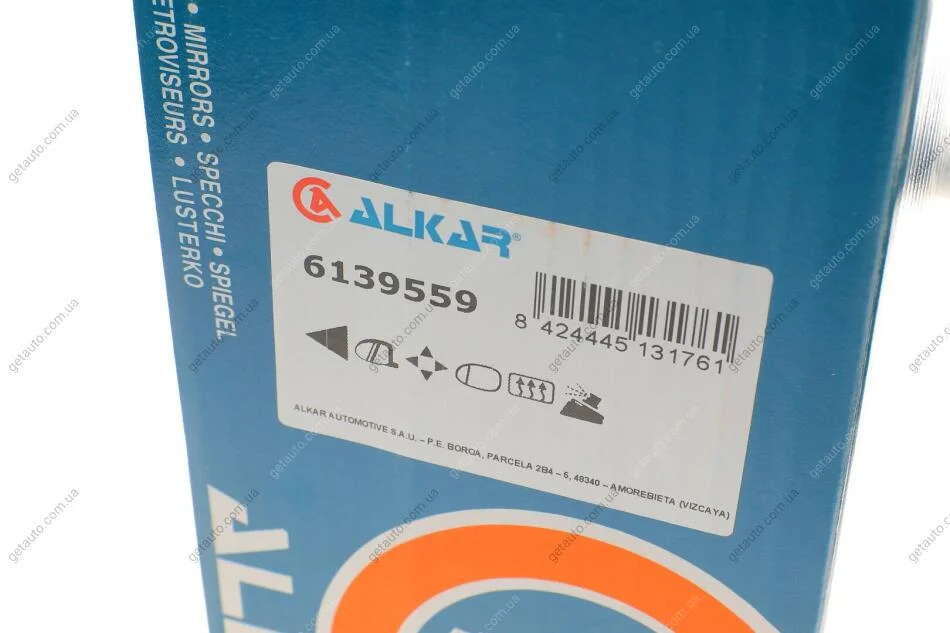 • MIRRORS • SPECCHI • SPIEGEL
ETROVISEURS • LUSTERKO
ALKAR®
6139559
8 424445 131761
ALKAR AUTOMOTIVE S.A.U. – P.E. BOROA, PARCELA 2B4 – 5, 48340 – AMOREBIETA (VIZCAYA)
getauto.com.ua